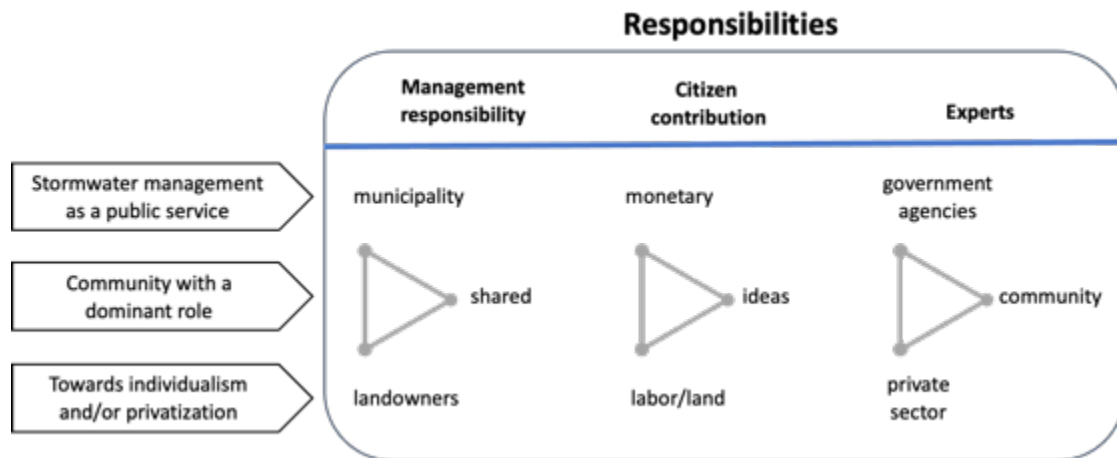 Responsibilities
Management
responsibility
Citizen
contribution
Experts
Stormwater management
as a public service
municipality
monetary
government
agencies
Community with a
dominant role
shared
ideas
community
Towards individualism
and/or privatization
landowners
labor/land
private
sector